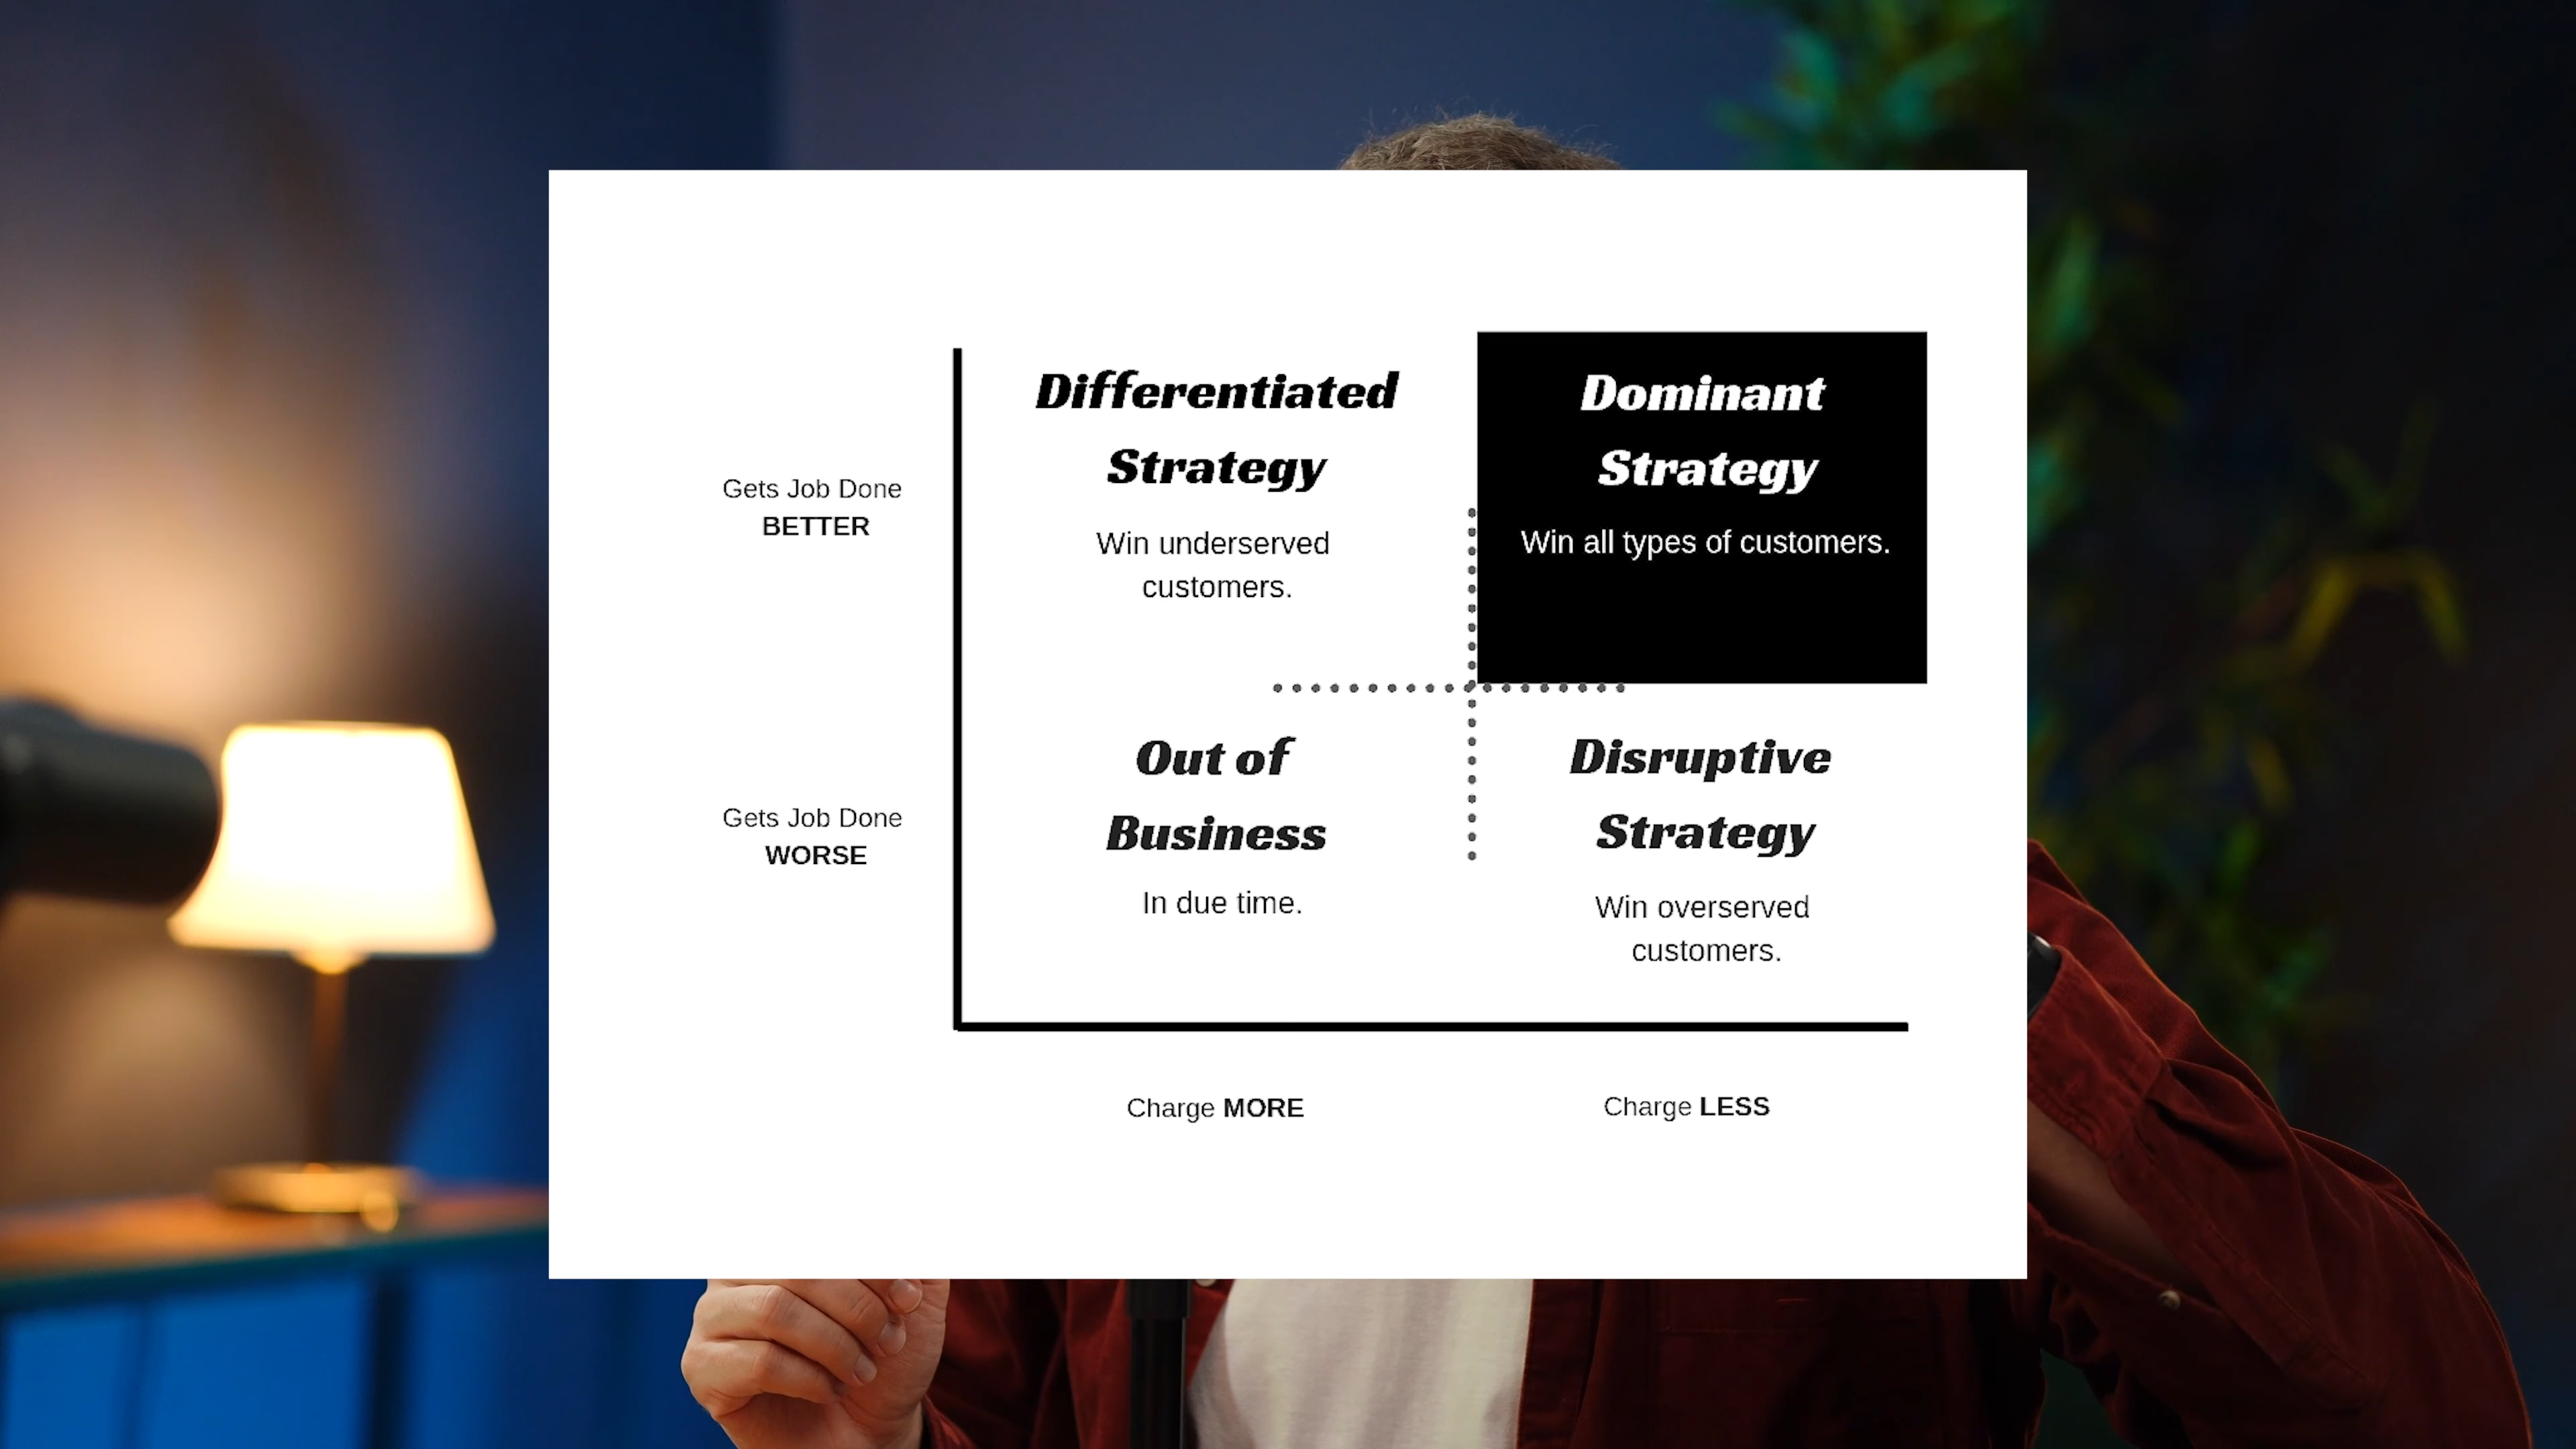 Differentiated
Strategy
Win underserved
customers.
Dominant
Strategy
Win all types of customers.
Gets Job Done
BETTER
Out of
Business
In due time.
Disruptive
Strategy
Win overserved
customers.
Gets Job Done
WORSE
Charge MORE
Charge LESS